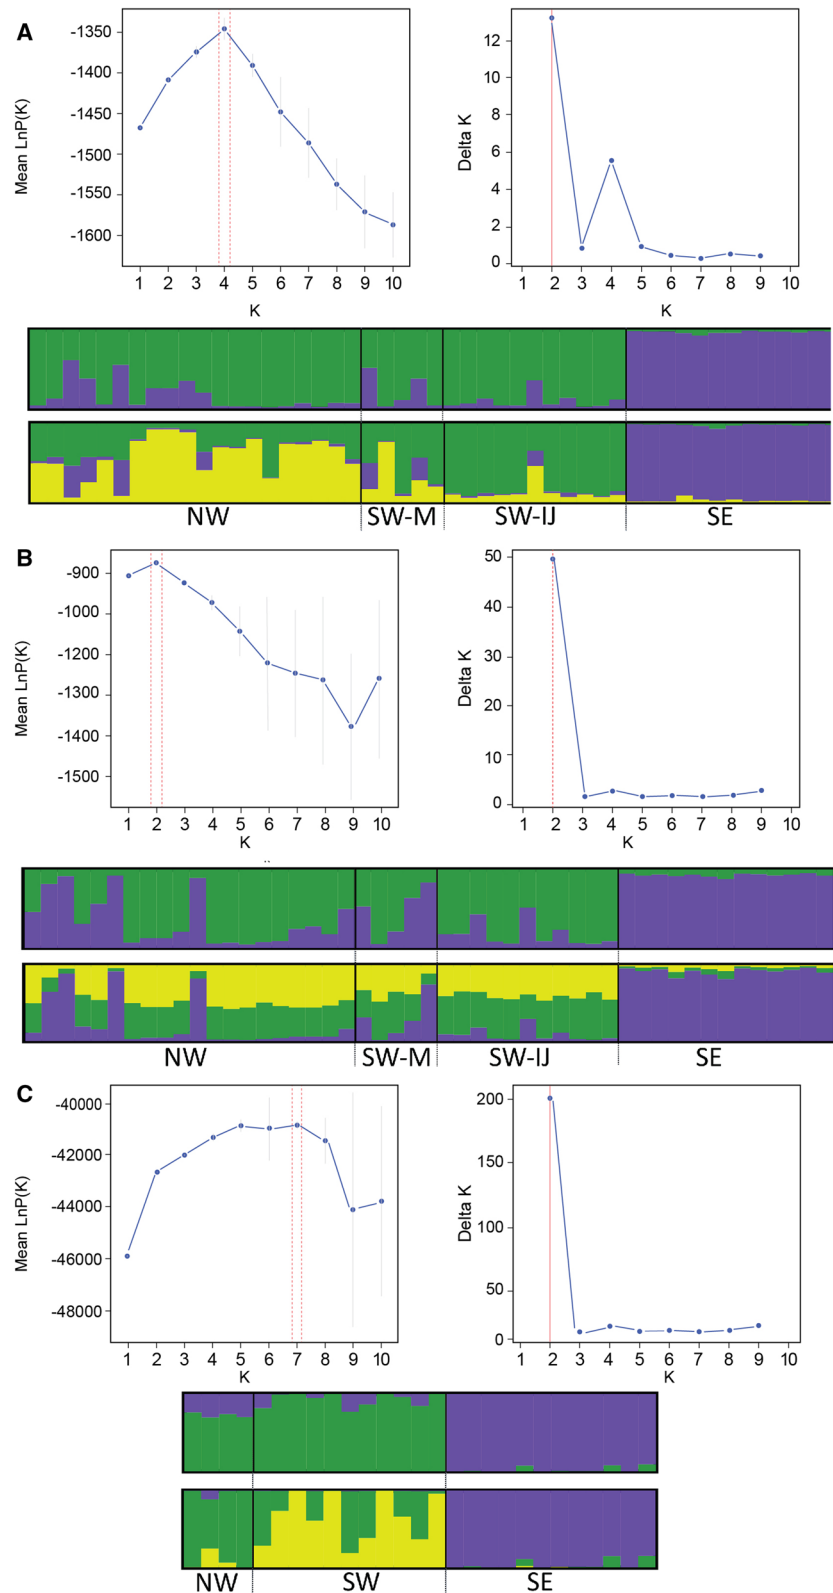 A
Mean LnP(K)
-1350
-1400
-1450
-1500
-1550
-1600
1 2 3 4 5 6 7 8 9 10
K
Delta K
12
10
8
6
4
2
0
1 2 3 4 5 6 7 8 9 10
K
NW SW-M SW-IJ SE
B
Mean LnP(K)
-900
-1000
-1100
-1200
-1300
-1400
-1500
1 2 3 4 5 6 7 8 9 10
K
Delta K
50
40
30
20
10
0
1 2 3 4 5 6 7 8 9 10
K
NW SW-M SW-IJ SE
C
Mean LnP(K)
-40000
-42000
-44000
-46000
-48000
1 2 3 4 5 6 7 8 9 10
K
Delta K
200
150
100
50
0
1 2 3 4 5 6 7 8 9 10
K
NW SW SE